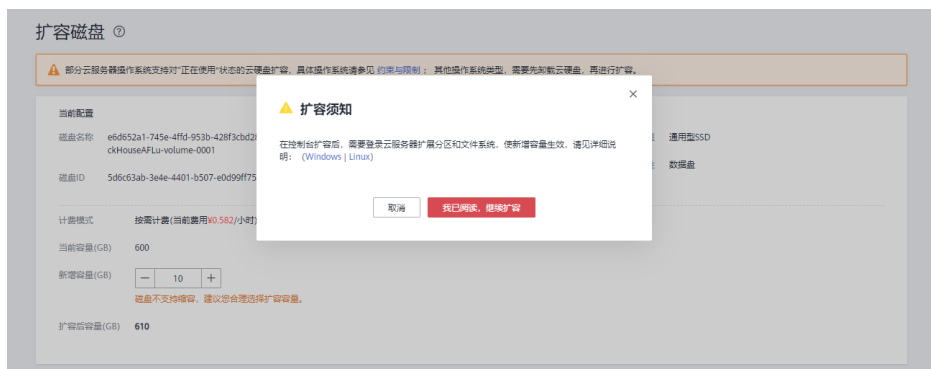 扩容磁盘
部分云服务器操作系统支持对“正在使用”状态的云硬盘扩容，具体操作系统请参见 约束与限制 ； 其他操作系统类型，需要先卸载云硬盘，再进行扩容。
扩容须知
在控制台扩容后，需要登录云服务器扩展分区和文件系统，使新增容量生效，请见详细说
明： (Windows | Linux)
取消
我已阅读，继续扩容
当前配置
磁盘名称 e6d652a1-745e-4ffd-953b-428f3cbd28
ckHouseAFLu-volume-0001
通用型SSD
磁盘ID 5d6c63ab-3e4e-4401-b507-e0d99ff75
数据盘
计费模式 按需计费(当前费用¥0.582/小时)
当前容量(GB) 600
新增容量(GB) 10
磁盘不支持缩容，建议您合理选择扩容容量。
扩容后容量(GB) 610